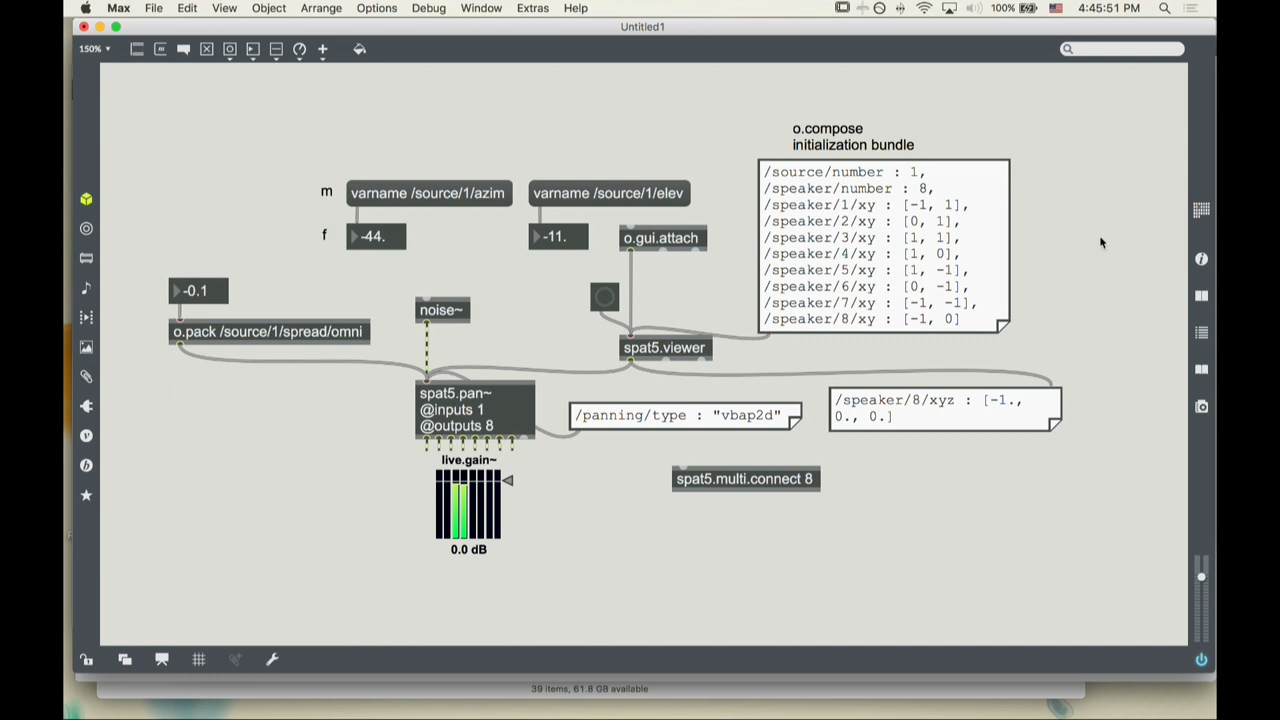 Max File Edit View Object Arrange Options Debug Window Extras Help 100% 4:45:51 PM
Untitled1
150%
o.compose
initialization bundle
/source/number : 1,
/speaker/number : 8,
/speaker/1/xy : [-1, 1],
/speaker/2/xy : [0, 1],
/speaker/3/xy : [1, 1],
/speaker/4/xy : [1, 0],
/speaker/5/xy : [1, -1],
/speaker/6/xy : [0, -1],
/speaker/7/xy : [-1, -1],
/speaker/8/xy : [-1, 0]
m varname /source/1/azim varname /source/1/elev
f -44. -11. o.gui.attach
-0.1
noise~
o.pack /source/1/spread/omni
spat5.viewer
spat5.pan~
@inputs 1
@outputs 8
/panning/type : "vbap2d"
/speaker/8/xyz : [-1.,
0., 0.]
live.gain~
spat5.multi.connect 8
0.0 dB
39 items, 61.8 GB available